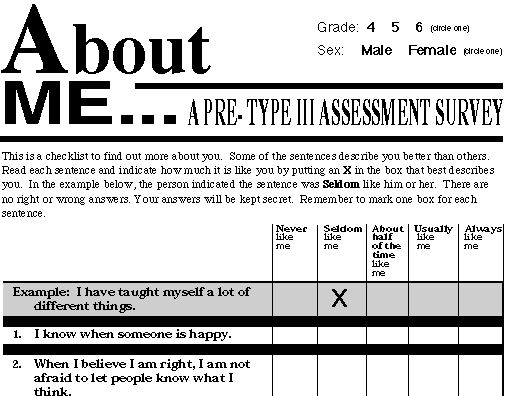 About
Grade: 4 5 6 (circle one)
Sex: Male Female (circle one)
ME...
A PRE- TYPE III ASSESSMENT SURVEY
This is a checklist to find out more about you. Some of the sentences describe you better than others.
Read each sentence and indicate how much it is like you by putting an X in the box that best describes
you. In the example below, the person indicated the sentence was Seldom like him or her. There are
no right or wrong answers. Your answers will be kept secret. Remember to mark one box for each
sentence.
Never
like
me
Seldom
like
me
About
half
of the
time
like
me
Usually
like
me
Always
like
me
Example: I have taught myself a lot of
different things.
X
1. I know when someone is happy.
2. When I believe I am right, I am not
afraid to let people know what I
think.